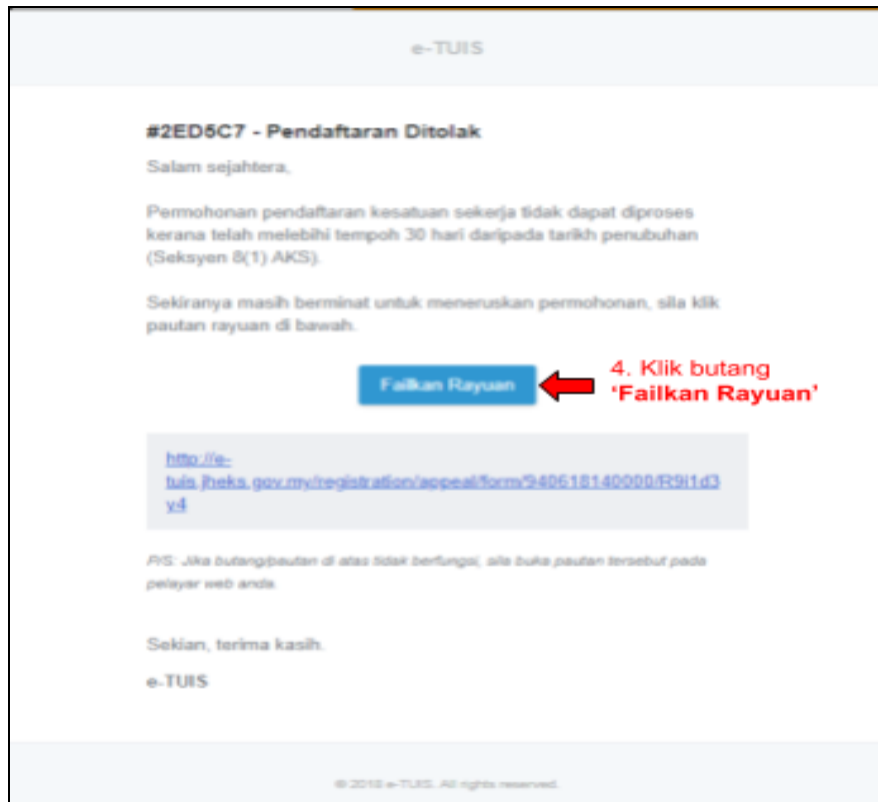 e-TUIS
#2ED5C7 - Pendaftaran Ditolak
Salam sejahtera,
Permohonan pendaftaran kesatuan sekerja tidak dapat diproses
kerana telah melebihi tempoh 30 hari daripada tarikh penubuhan
(Seksyen 8(1) AKS).
Sekiranya masih berminat untuk meneruskan permohonan, sila klik
pautan rayuan di bawah.
Failkan Rayuan
4. Klik butang
‘Failkan Rayuan’
http://e-
tuis.jheks.gov.my/registration/appeal/form/940618140000/R9I1d3
y4
P/S: Jika butang/pautan di atas tidak berfungsi, sila buka pautan tersebut pada
pelayar web anda.
Sekian, terima kasih.
e-TUIS
© 2018 e-TUIS. All rights reserved.